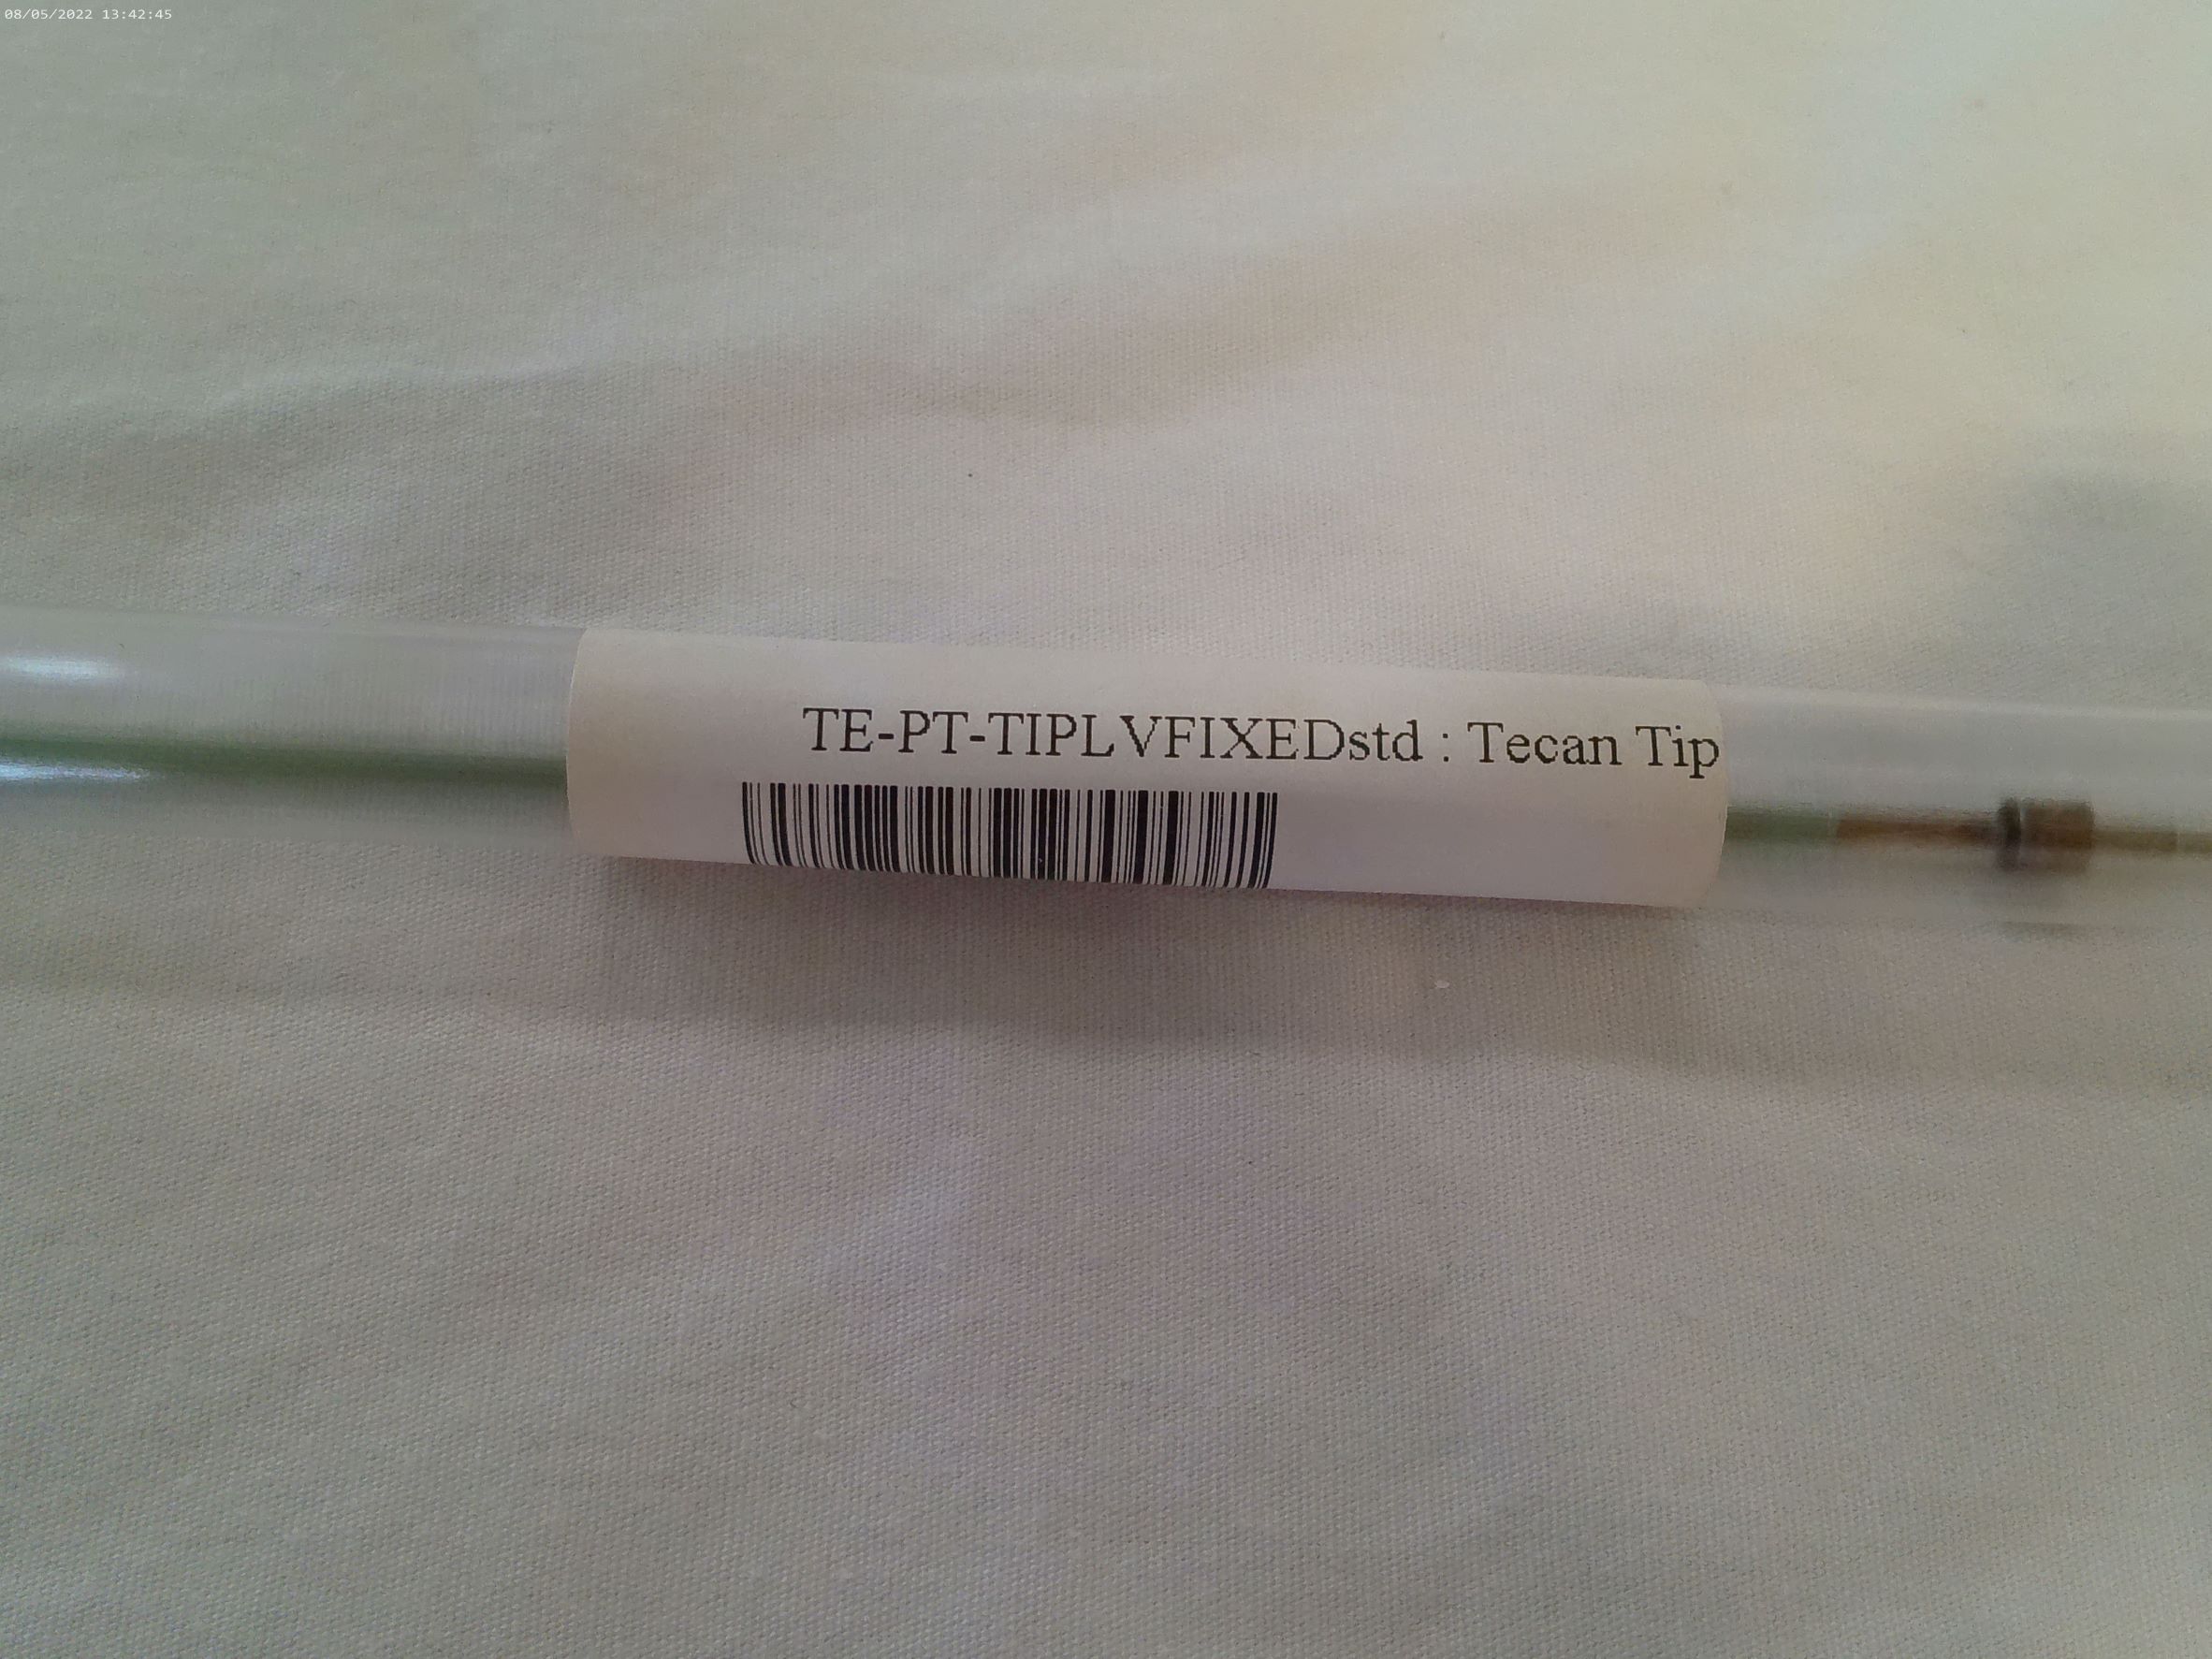 08/05/2022 13:42:45
TE-PT-TIPLVFIXEDstd : Tecan Tip